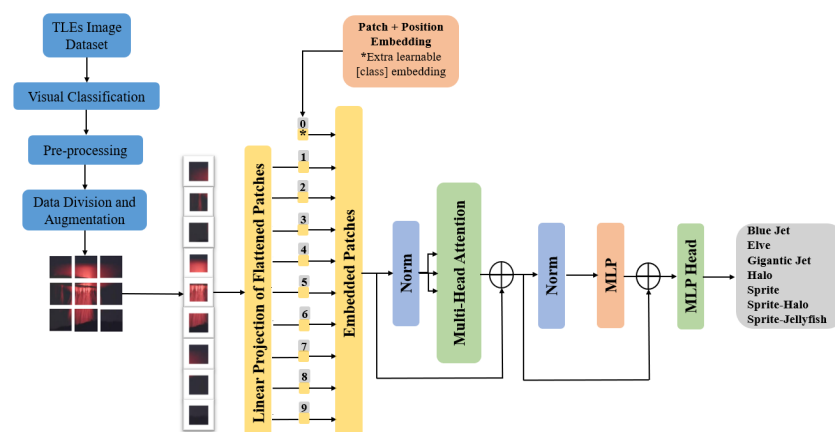 TLEs Image
Dataset
Visual Classification
Pre-processing
Data Division and
Augmentation
Linear Projection of Flattened Patches
Patch + Position
Embedding
*Extra learnable
[class] embedding
0
*
1
2
3
4
5
6
7
8
9
Embedded Patches
Norm
Multi-Head Attention
Norm
MLP
MLP Head
Blue Jet
Elve
Gigantic Jet
Halo
Sprite
Sprite-Halo
Sprite-Jellyfish